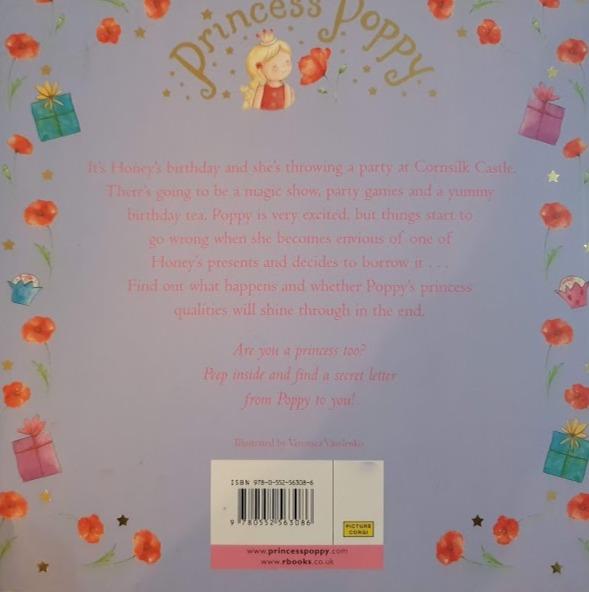 Princess Poppy
It's Honey's birthday and she's throwing a party at Cornsilk Castle.
There's going to be a magic show, party games and a yummy
birthday tea. Poppy is very excited, but things start to
go wrong when she becomes envious of one of
Honey's presents and decides to borrow it . . .
Find out what happens and whether Poppy's princess
qualities will shine through in the end.
Are you a princess too?
Peep inside and find a secret letter
from Poppy to you!
Illustrated by Veronica Vasylenko
ISBN 978-0-552-56308-6
9 780552 563086
PICTURE
CORGI
www.princesspoppy.com
www.rbooks.co.uk